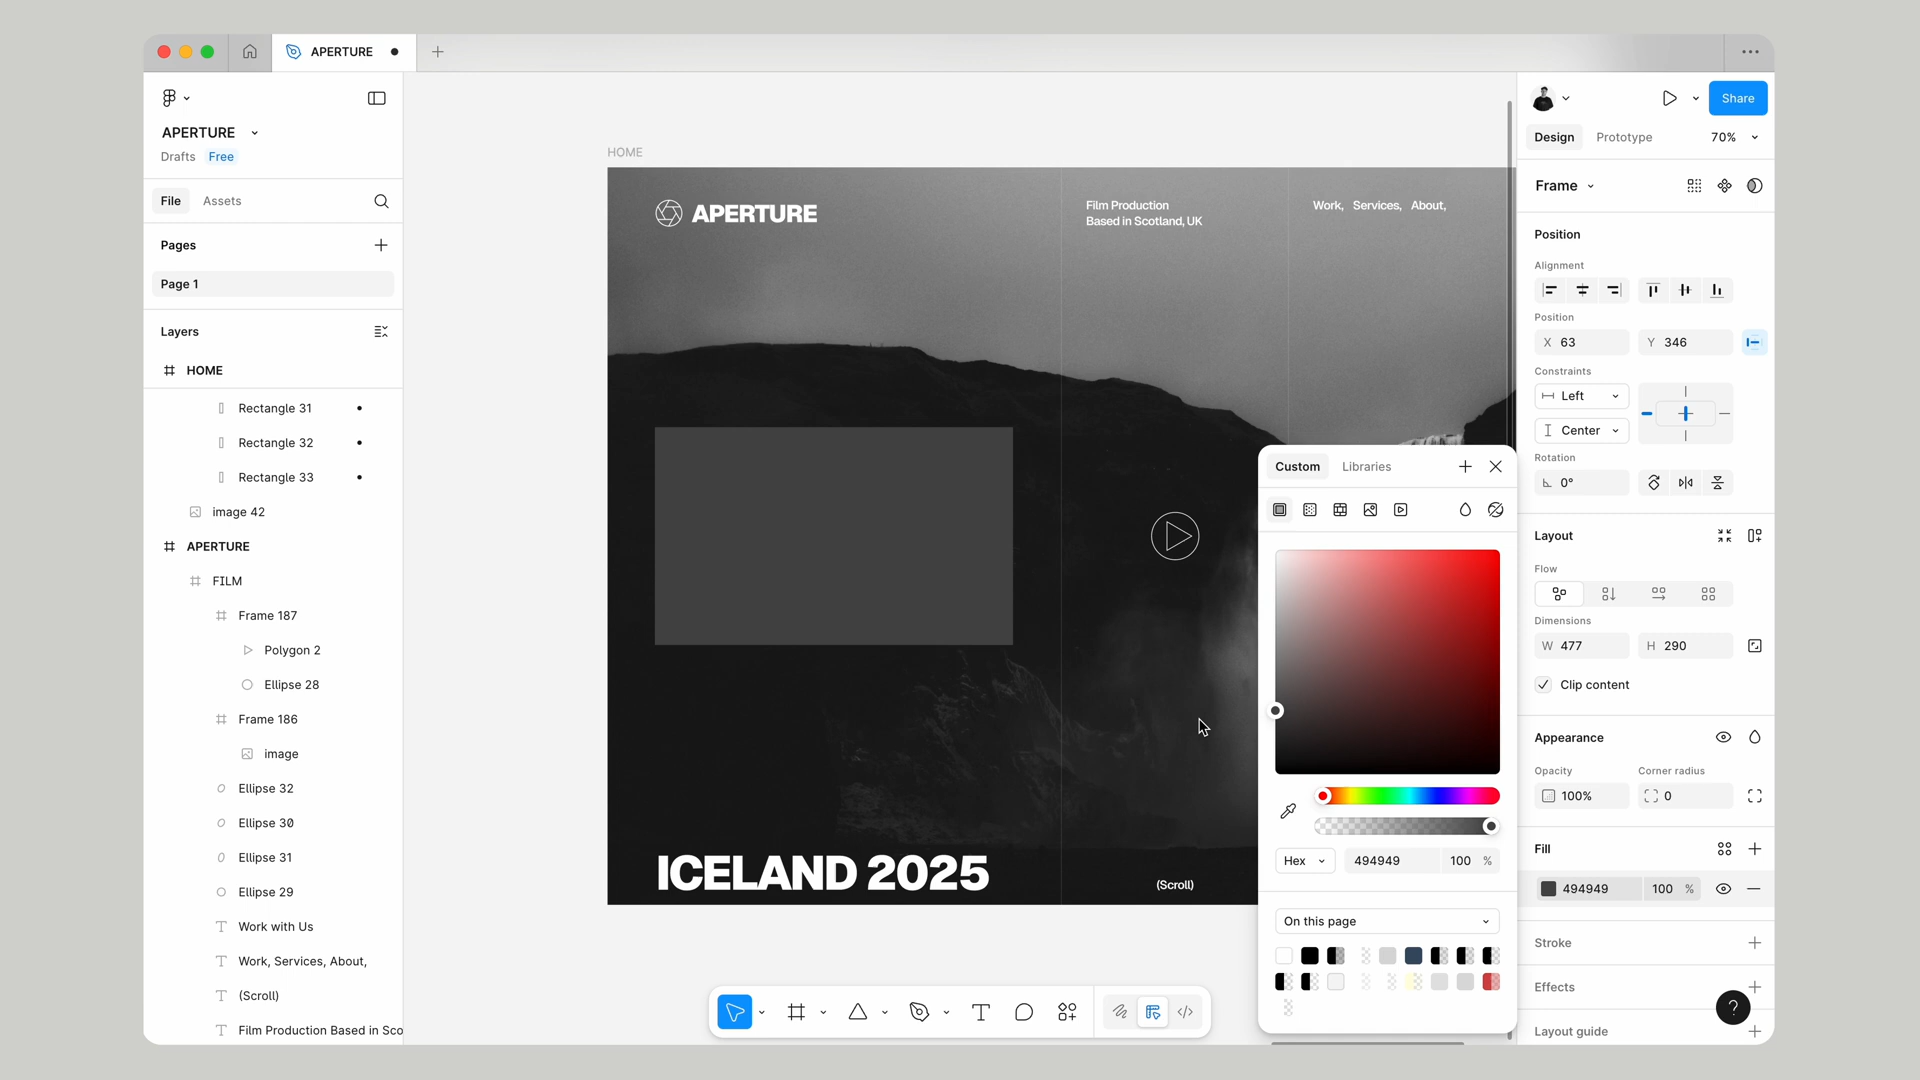 APERTURE
APERTURE
Drafts Free
File Assets
Pages
Page 1
Layers
HOME
Rectangle 31
Rectangle 32
Rectangle 33
image 42
APERTURE
FILM
Frame 187
Polygon 2
Ellipse 28
Frame 186
image
Ellipse 32
Ellipse 30
Ellipse 31
Ellipse 29
Work with Us
Work, Services, About,
(Scroll)
Film Production Based in Sco
HOME
APERTURE
Film Production
Based in Scotland, UK
Work, Services, About,
ICELAND 2025
(Scroll)
Custom Libraries
Hex 494949 100 %
On this page
Share
Design Prototype 70%
Frame
Position
Alignment
Position
X 63 Y 346
Constraints
Left
Center
Rotation
0°
Layout
Flow
Dimensions
W 477 H 290
Clip content
Appearance
Opacity Corner radius
100% 0
Fill
494949 100 %
Stroke
Effects
Layout guide
?